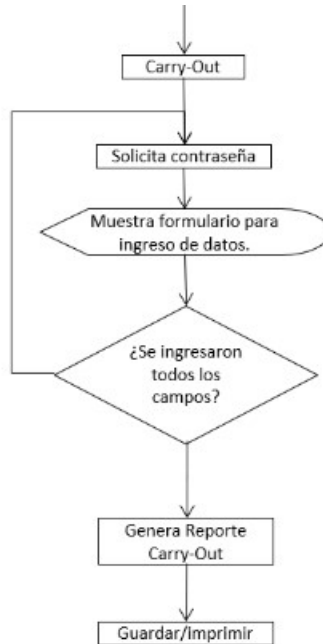 Carry-Out
Solicita contraseña
Muestra formulario para
ingreso de datos.
¿Se ingresaron
todos los
campos?
Genera Reporte
Carry-Out
Guardar/Imprimir